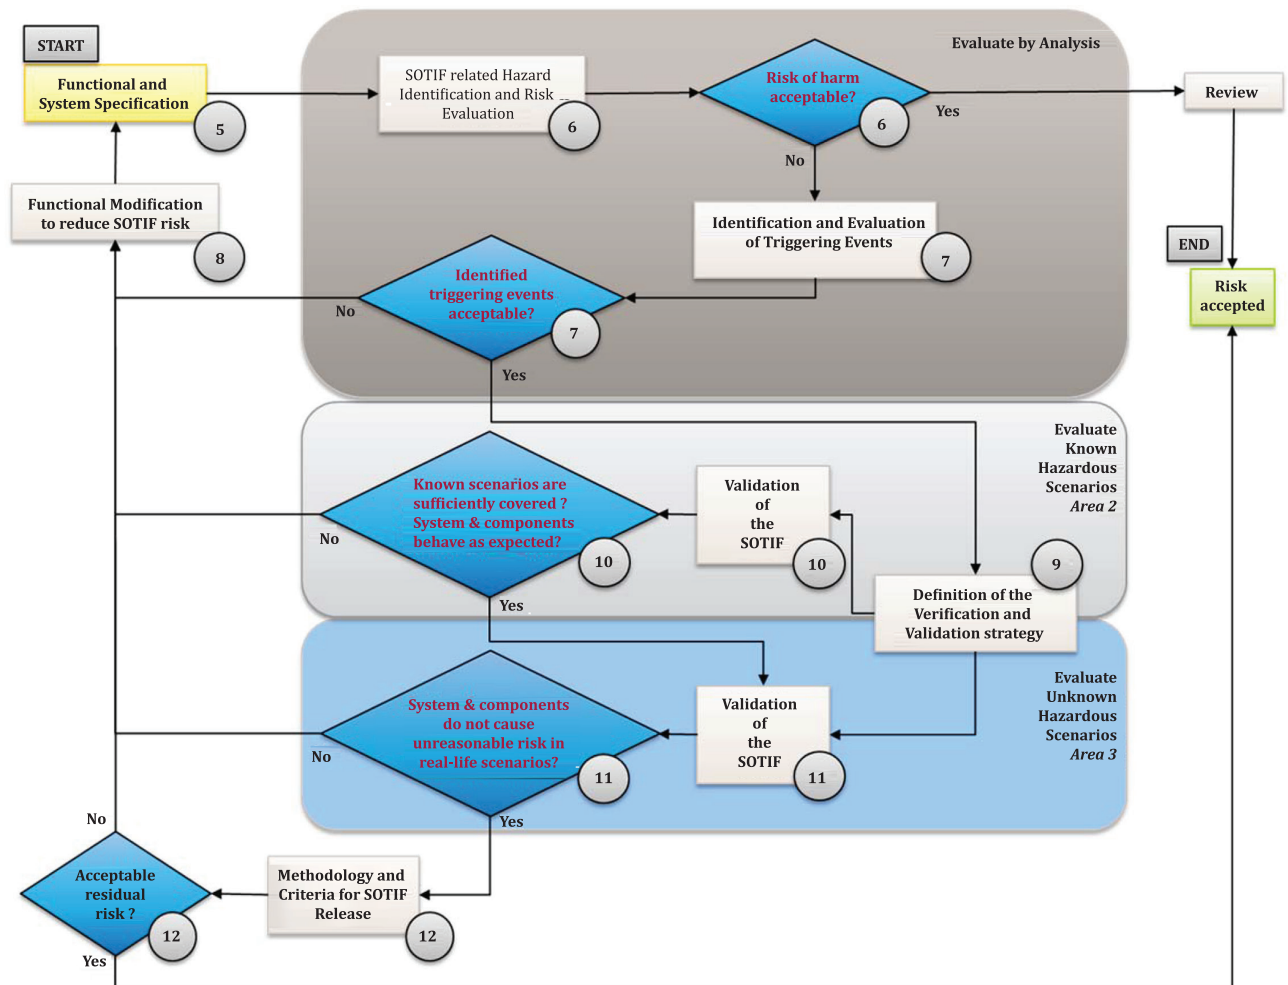 START
Functional and
System Specification
5
SOTIF related Hazard
Identification and Risk
Evaluation
6
Risk of harm
acceptable?
6
Yes
No
Evaluate by Analysis
Review
Functional Modification
to reduce SOTIF risk
8
Identification and Evaluation
of Triggering Events
7
END
Risk
accepted
Identified
triggering events
acceptable?
7
No
Yes
Evaluate
Known
Hazardous
Scenarios
Area 2
Known scenarios are
sufficiently covered ?
System & components
behave as expected?
10
No
Yes
Validation
of
the
SOTIF
10
9
Definition of the
Verification and
Validation strategy
Evaluate
Unknown
Hazardous
Scenarios
Area 3
System & components
do not cause
unreasonable risk in
real-life scenarios?
11
No
Yes
Validation
of
the
SOTIF
11
No
Acceptable
residual
risk ?
12
Yes
Methodology and
Criteria for SOTIF
Release
12